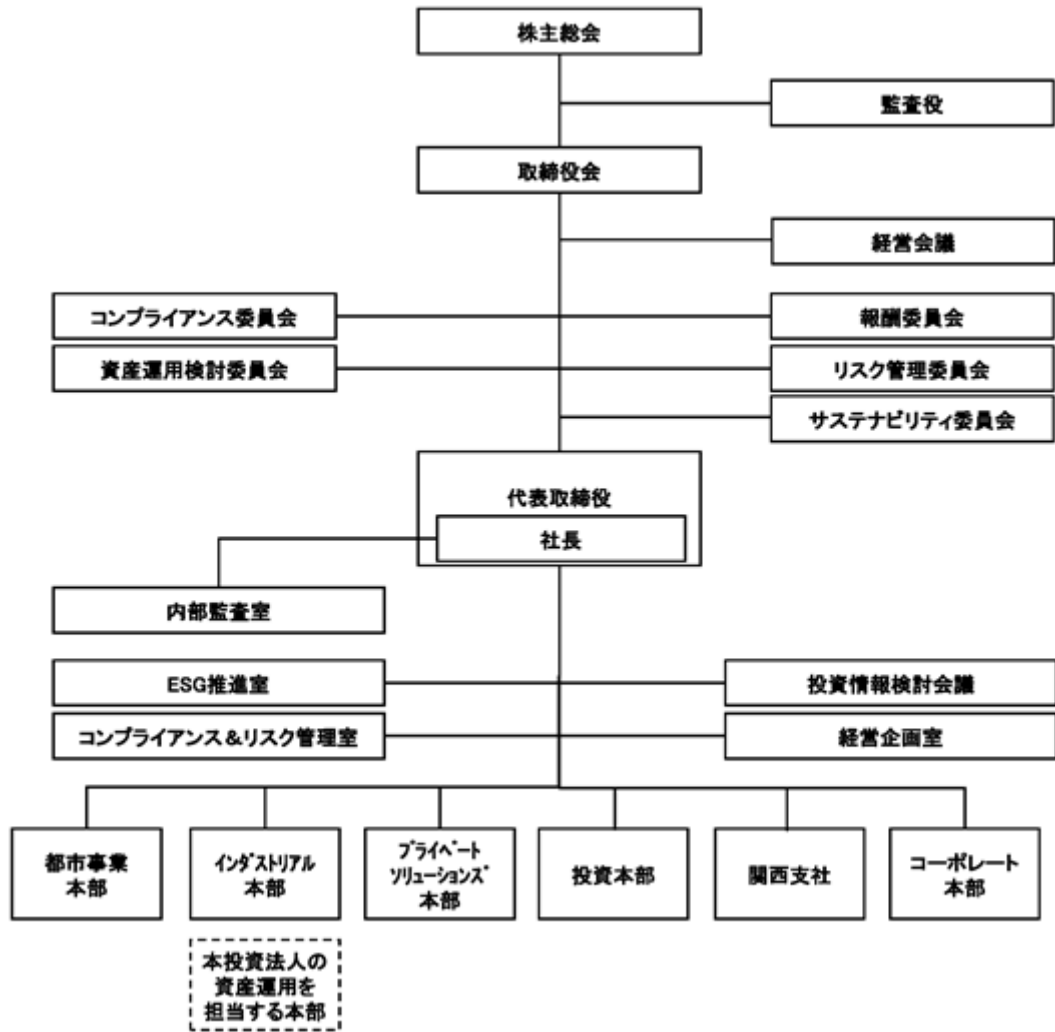 株主総会
監査役
取締役会
経営会議
コンプライアンス委員会
報酬委員会
資産運用検討委員会
リスク管理委員会
サステナビリティ委員会
代表取締役
社長
内部監査室
ESG推進室
投資情報検討会議
コンプライアンス＆リスク管理室
経営企画室
都市事業
本部
インダストリアル
本部
プライベート
ソリューションズ
本部
投資本部
関西支社
コーポレート
本部
本投資法人の
資産運用を
担当する本部